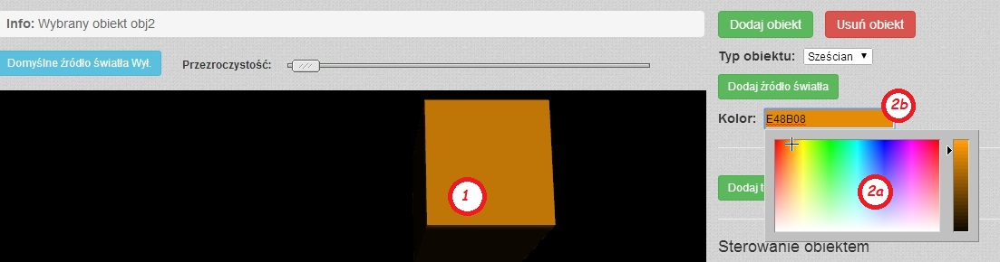 Info: Wybrany obiekt obj2
Dodaj obiekt Usuń obiekt
Domyślne źródło światła Wył. Przezroczystość:
Typ obiektu: Sześcian
Dodaj źródło światła
2b
Kolor: E48B08
1
2a
Dodaj t
Sterowanie obiektem